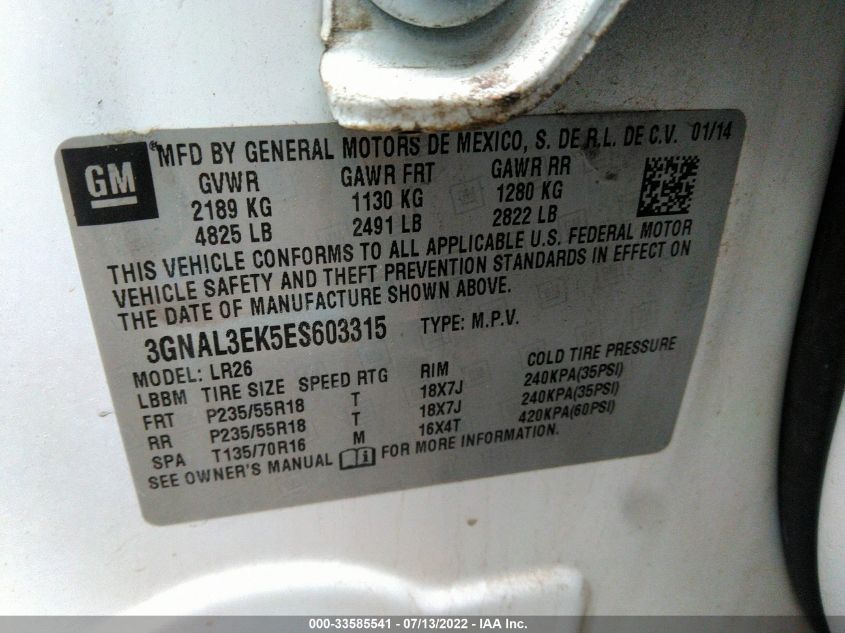 GM
® MFD BY GENERAL MOTORS DE MEXICO, S. DE R.L. DE C.V. 01/14
GVWR GAWR FRT GAWR RR
2189 KG 1130 KG 1280 KG
4825 LB 2491 LB 2822 LB
THIS VEHICLE CONFORMS TO ALL APPLICABLE U.S. FEDERAL MOTOR
VEHICLE SAFETY AND THEFT PREVENTION STANDARDS IN EFFECT ON
THE DATE OF MANUFACTURE SHOWN ABOVE.
3GNAL3EK5ES603315 TYPE: M.P.V.
MODEL: LR26
LBBM TIRE SIZE SPEED RTG RIM COLD TIRE PRESSURE
FRT P235/55R18 T 18X7J 240KPA(35PSI)
RR P235/55R18 T 18X7J 240KPA(35PSI)
SPA T135/70R16 M 16X4T 420KPA(60PSI)
SEE OWNER'S MANUAL i FOR MORE INFORMATION.
000-33585541 - 07/13/2022 - IAA Inc.